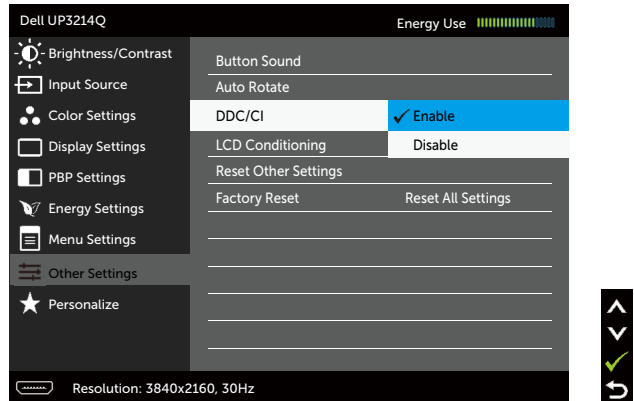 Dell UP3214Q
Energy Use
Brightness/Contrast
Input Source
Color Settings
Display Settings
PBP Settings
Energy Settings
Menu Settings
Other Settings
Personalize
Button Sound
Auto Rotate
DDC/CI
Enable
Disable
LCD Conditioning
Reset Other Settings
Factory Reset
Reset All Settings
Resolution: 3840x2160, 30Hz